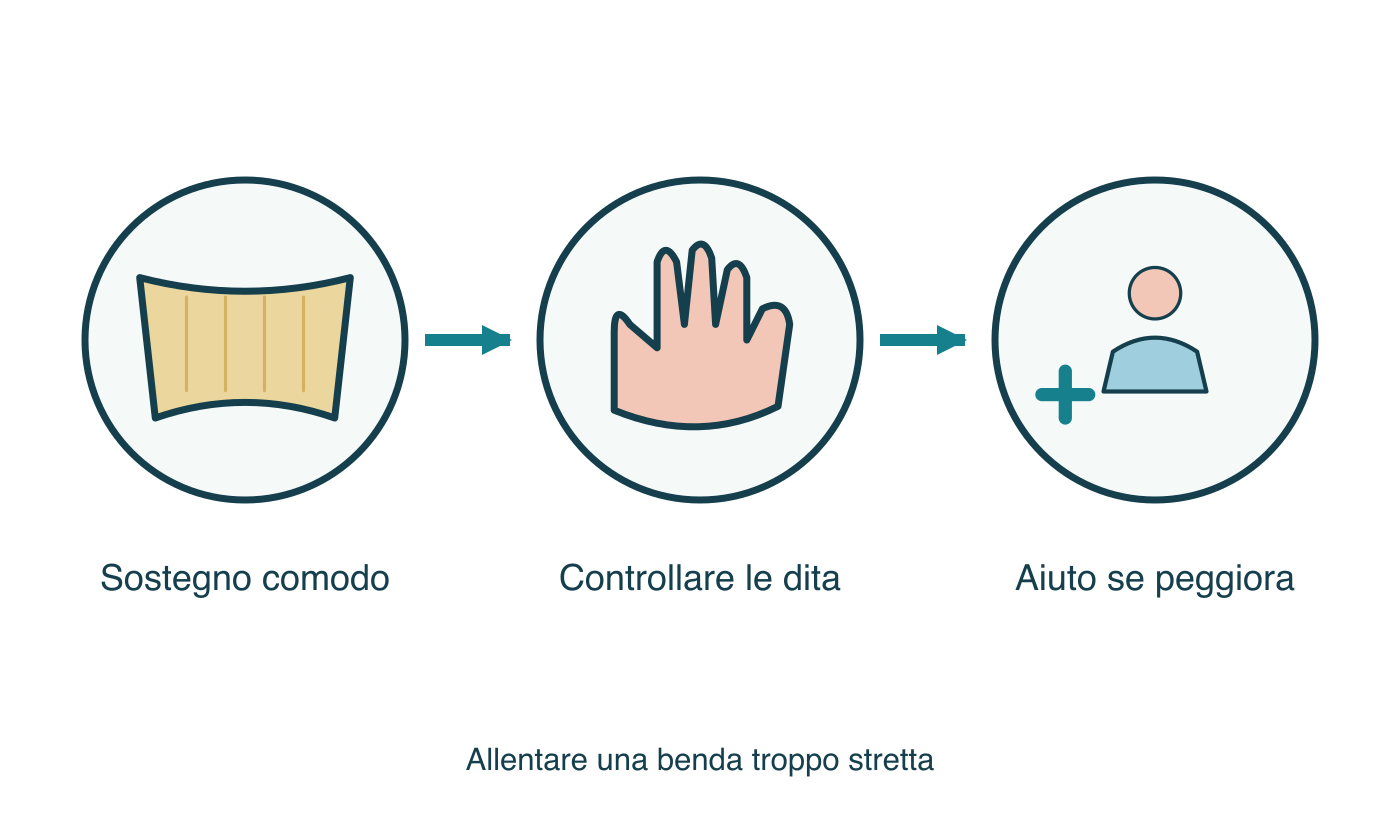 Sostegno comodo
Controllare le dita
Aiuto se peggiora
Allentare una benda troppo stretta